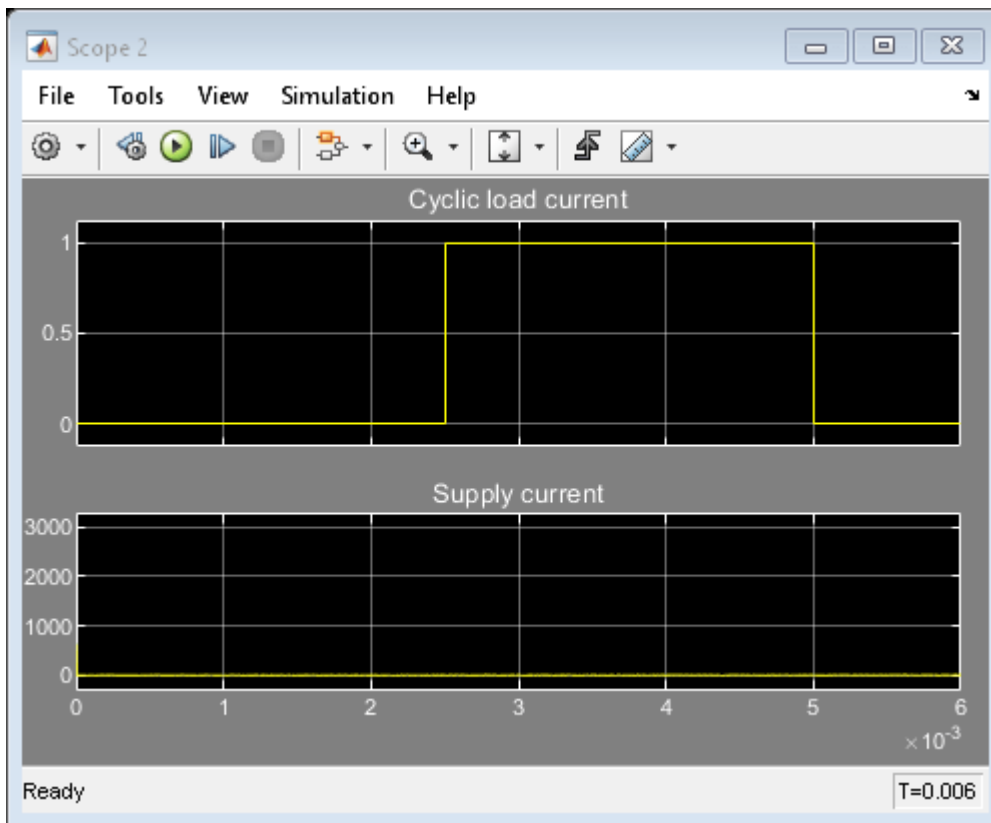 Scope 2
File Tools View Simulation Help
Cyclic load current
1
0.5
0
Supply current
3000
2000
1000
0
0 1 2 3 4 5 6
×10-3
Ready T=0.006